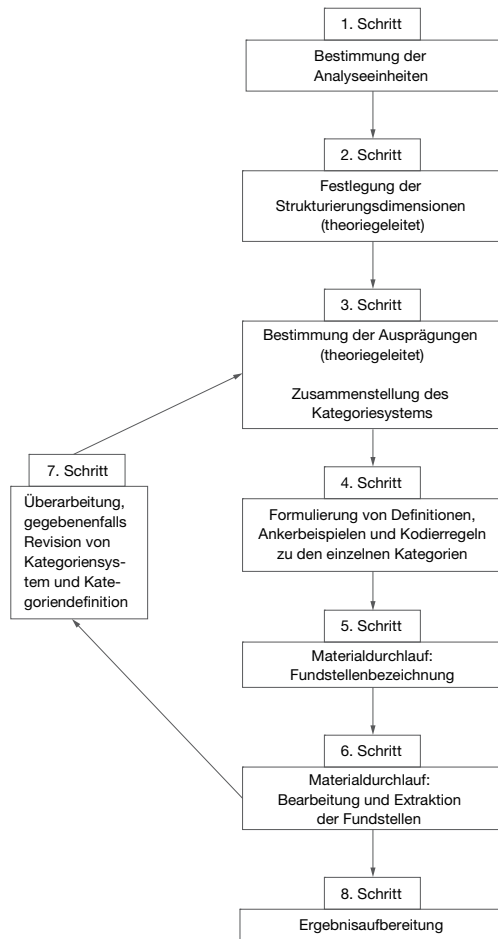 1. Schritt
Bestimmung der
Analyseeinheiten
2. Schritt
Festlegung der
Strukturierungsdimensionen
(theoriegeleitet)
3. Schritt
Bestimmung der Ausprägungen
(theoriegeleitet)
Zusammenstellung des
Kategoriesystems
4. Schritt
Formulierung von Definitionen,
Ankerbeispielen und Kodierregeln
zu den einzelnen Kategorien
5. Schritt
Materialdurchlauf:
Fundstellenbezeichnung
6. Schritt
Materialdurchlauf:
Bearbeitung und Extraktion
der Fundstellen
7. Schritt
Überarbeitung,
gegebenenfalls
Revision von
Kategoriensys-
tem und Kate-
goriendefinition
8. Schritt
Ergebnisaufbereitung